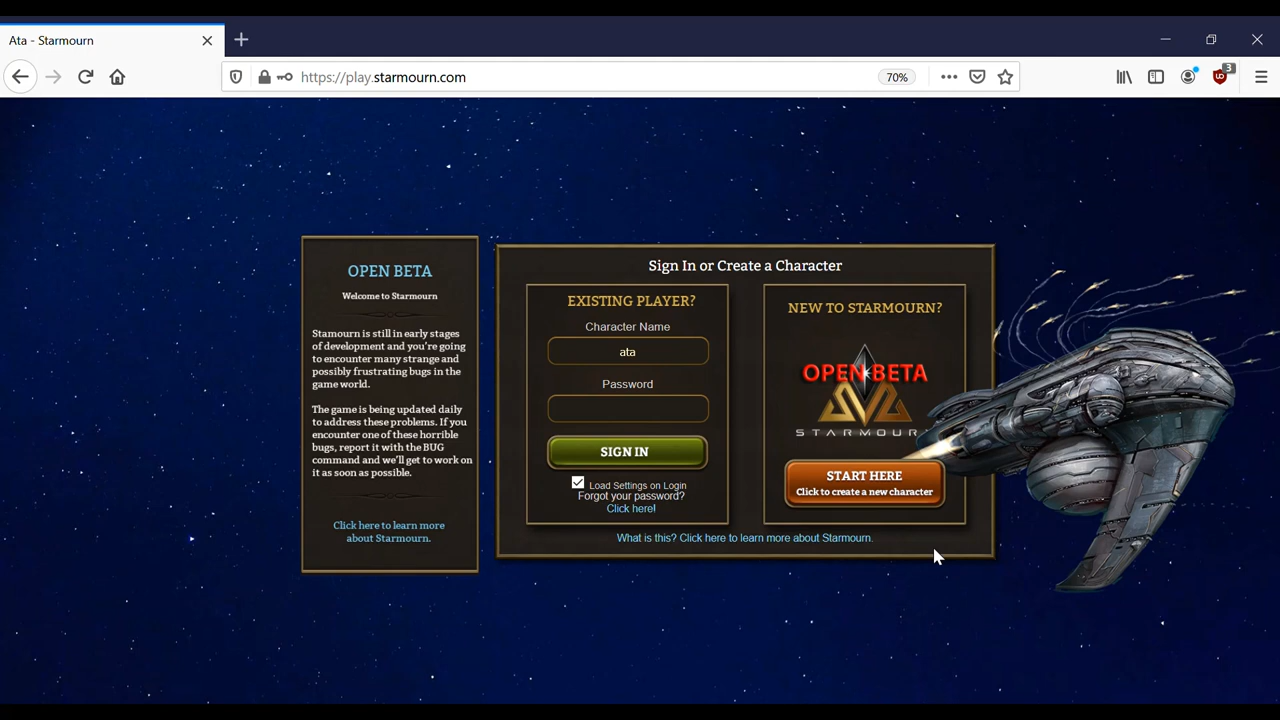 Ata - Starmourn
https://play.starmourn.com
70%
3
OPEN BETA
Welcome to Starmourn
Stamourn is still in early stages
of development and you're going
to encounter many strange and
possibly frustrating bugs in the
game world.
The game is being updated daily
to address these problems. If you
encounter one of these horrible
bugs, report it with the BUG
command and we'll get to work on
it as soon as possible.
Click here to learn more
about Starmourn.
Sign In or Create a Character
EXISTING PLAYER?
Character Name
ata
Password
SIGN IN
Load Settings on Login
Forgot your password?
Click here!
NEW TO STARMOURN?
OPEN BETA
STARMOUR
START HERE
Click to create a new character
What is this? Click here to learn more about Starmourn.